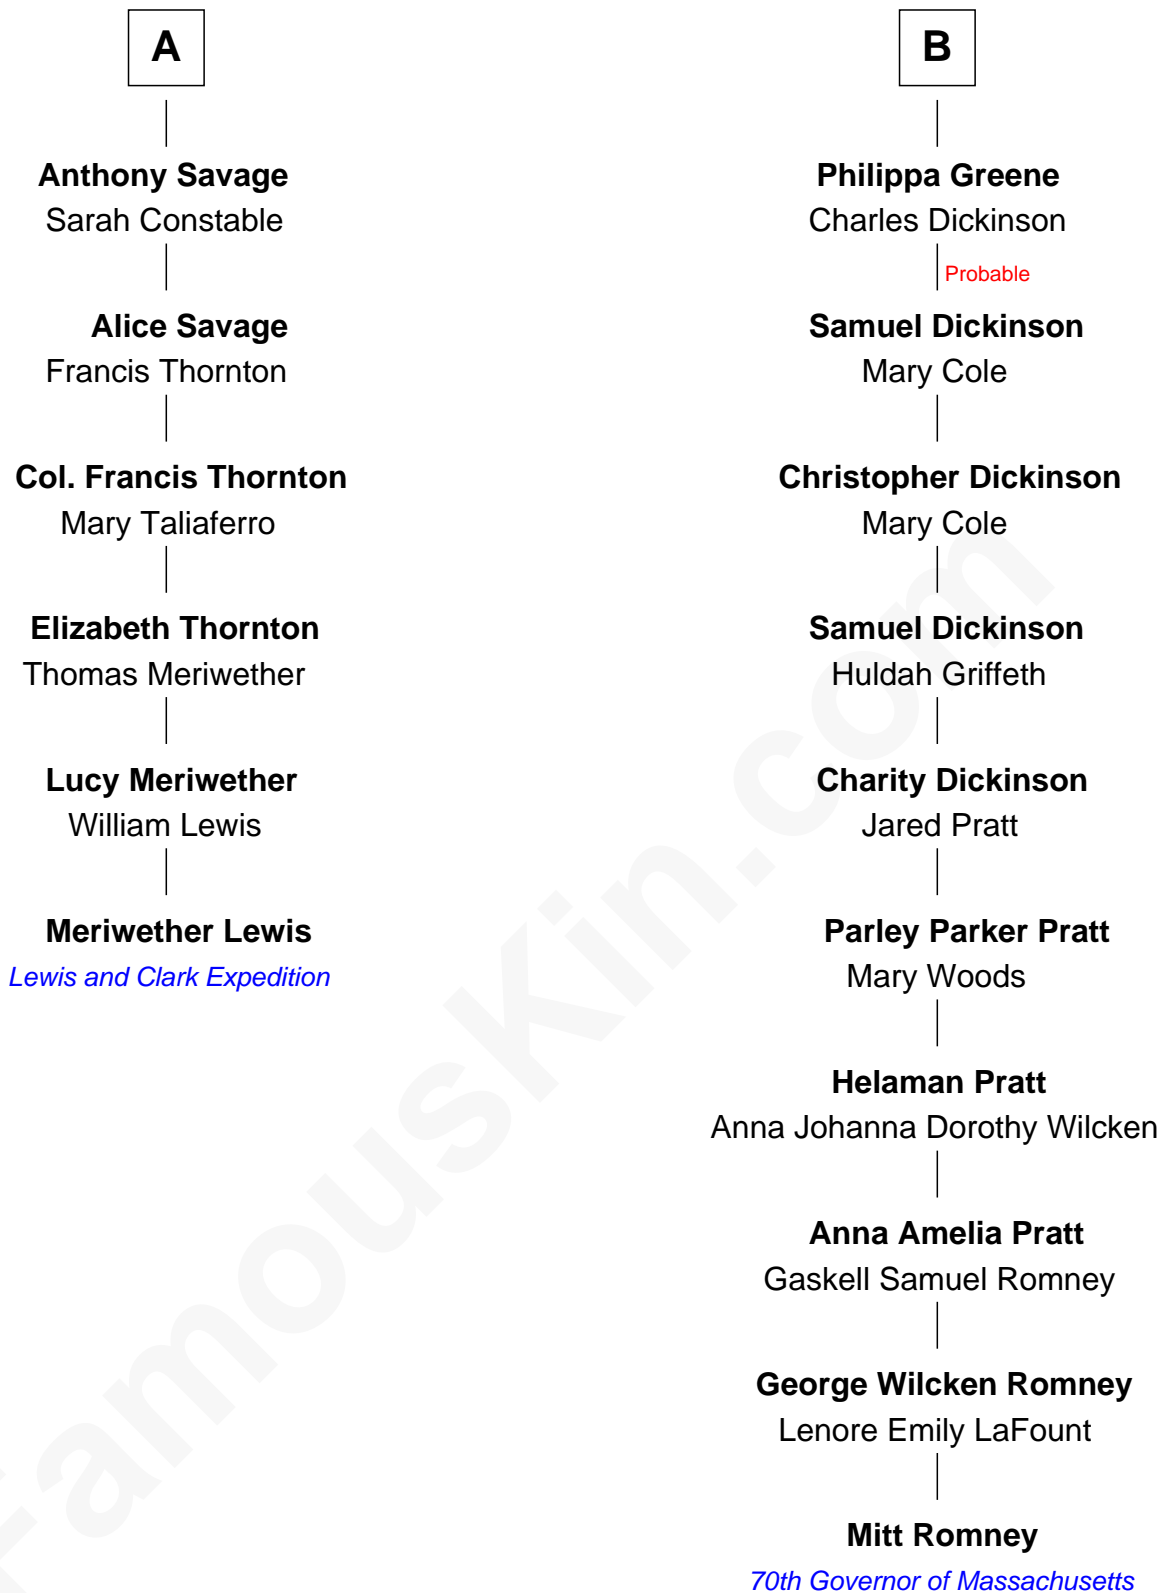 A
Anthony Savage
Sarah Constable
Alice Savage
Francis Thornton
Col. Francis Thornton
Mary Taliaferro
Elizabeth Thornton
Thomas Meriwether
Lucy Meriwether
William Lewis
Meriwether Lewis
Lewis and Clark Expedition
B
Philippa Greene
Charles Dickinson
Probable
Samuel Dickinson
Mary Cole
Christopher Dickinson
Mary Cole
Samuel Dickinson
Huldah Griffeth
Charity Dickinson
Jared Pratt
Parley Parker Pratt
Mary Woods
Helaman Pratt
Anna Johanna Dorothy Wilcken
Anna Amelia Pratt
Gaskell Samuel Romney
George Wilcken Romney
Lenore Emily LaFount
Mitt Romney
70th Governor of Massachusetts
FamousKin.com